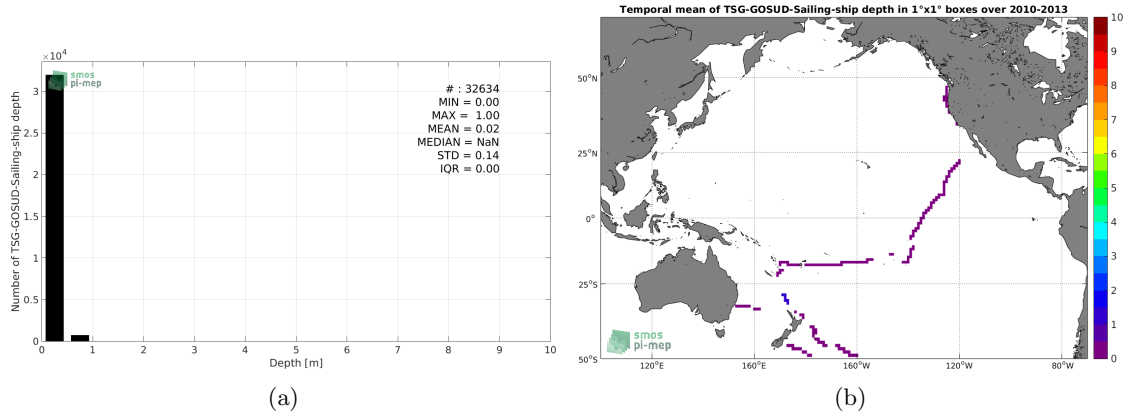 ×10⁴
smos
pi-mep
# : 32634
MIN = 0.00
MAX = 1.00
MEAN = 0.02
MEDIAN = NaN
STD = 0.14
IQR = 0.00
Number of TSG-GOSUD-Sailing-ship depth
3
2.5
2
1.5
1
0.5
0
0 1 2 3 4 5 6 7 8 9 10
Depth [m]
(a)
Temporal mean of TSG-GOSUD-Sailing-ship depth in 1°x1° boxes over 2010-2013
50°N
25°N
0°
25°S
50°S
120°E 160°E 160°W 120°W 80°W
smos
pi-mep
10
9
8
7
6
5
4
3
2
1
0
(b)